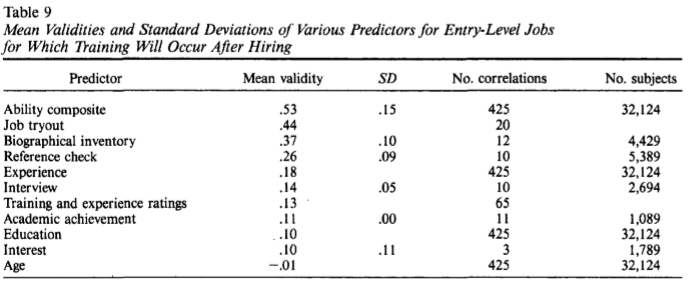 Table 9
Mean Validities and Standard Deviations of Various Predictors for Entry-Level Jobs
for Which Training Will Occur After Hiring
Predictor Mean validity SD No. correlations No. subjects
Ability composite .53 .15 425 32,124
Job tryout .44 20
Biographical inventory .37 .10 12 4,429
Reference check .26 .09 10 5,389
Experience .18 425 32,124
Interview .14 .05 10 2,694
Training and experience ratings .13 65
Academic achievement .11 .00 11 1,089
Education .10 425 32,124
Interest .10 .11 3 1,789
Age -.01 425 32,124